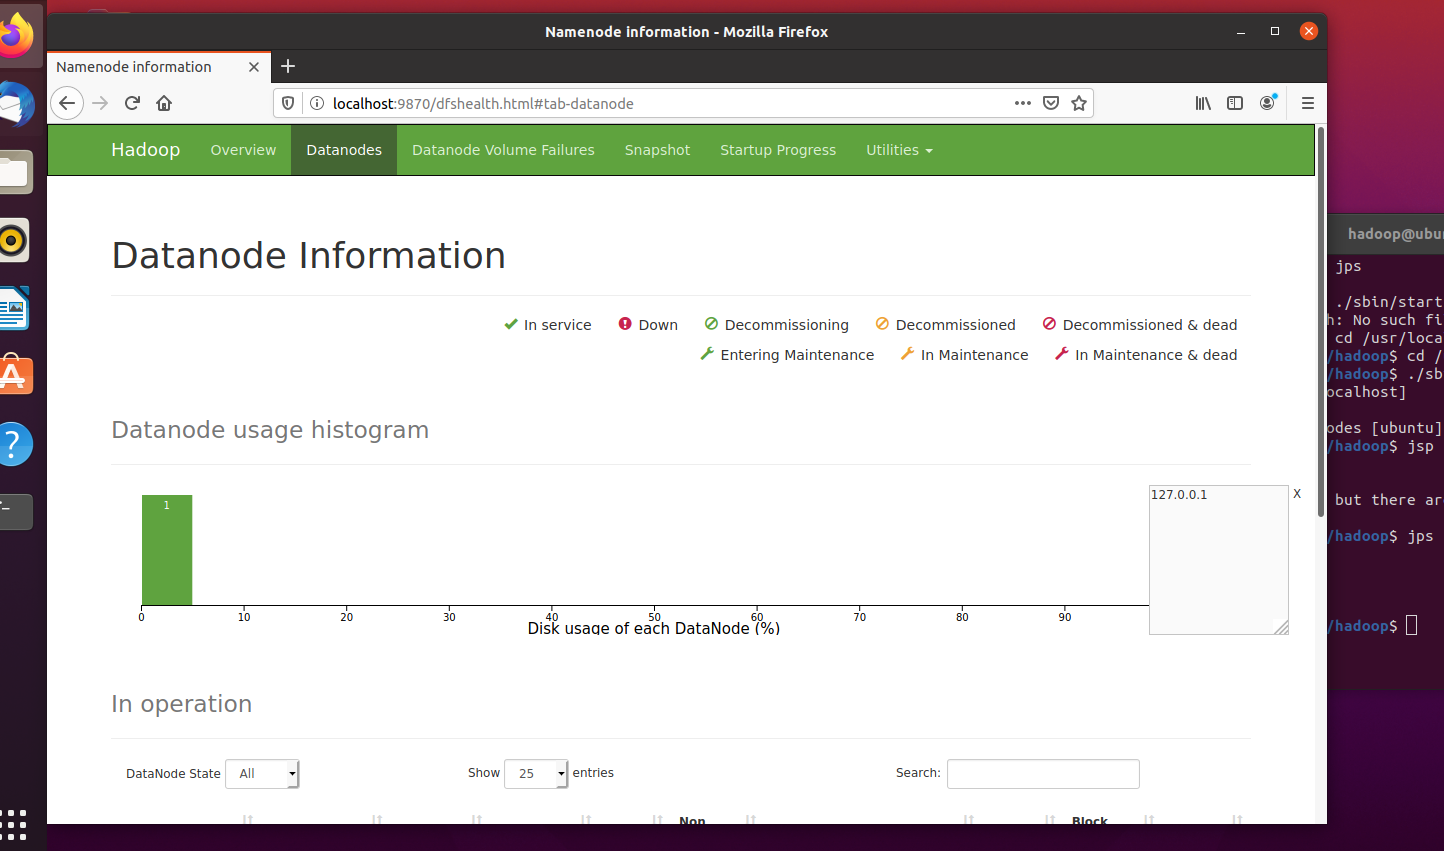 Namenode information - Mozilla Firefox
Namenode information
localhost:9870/dfshealth.html#tab-datanode
Hadoop Overview Datanodes Datanode Volume Failures Snapshot Startup Progress Utilities
Datanode Information
In service Down Decommissioning Decommissioned Decommissioned & dead
Entering Maintenance In Maintenance In Maintenance & dead
Datanode usage histogram
1
127.0.0.1 X
0 10 20 30 40 50 60 70 80 90
Disk usage of each DataNode (%)
In operation
DataNode State All Show 25 entries Search:
Non Block
hadoop@ubu
jps
./sbin/start
h: No such fi
cd /usr/loca
/hadoop$ cd /
/hadoop$ ./sb
ocalhost]
odes [ubuntu]
/hadoop$ jsp
but there ar
/hadoop$ jps
/hadoop$